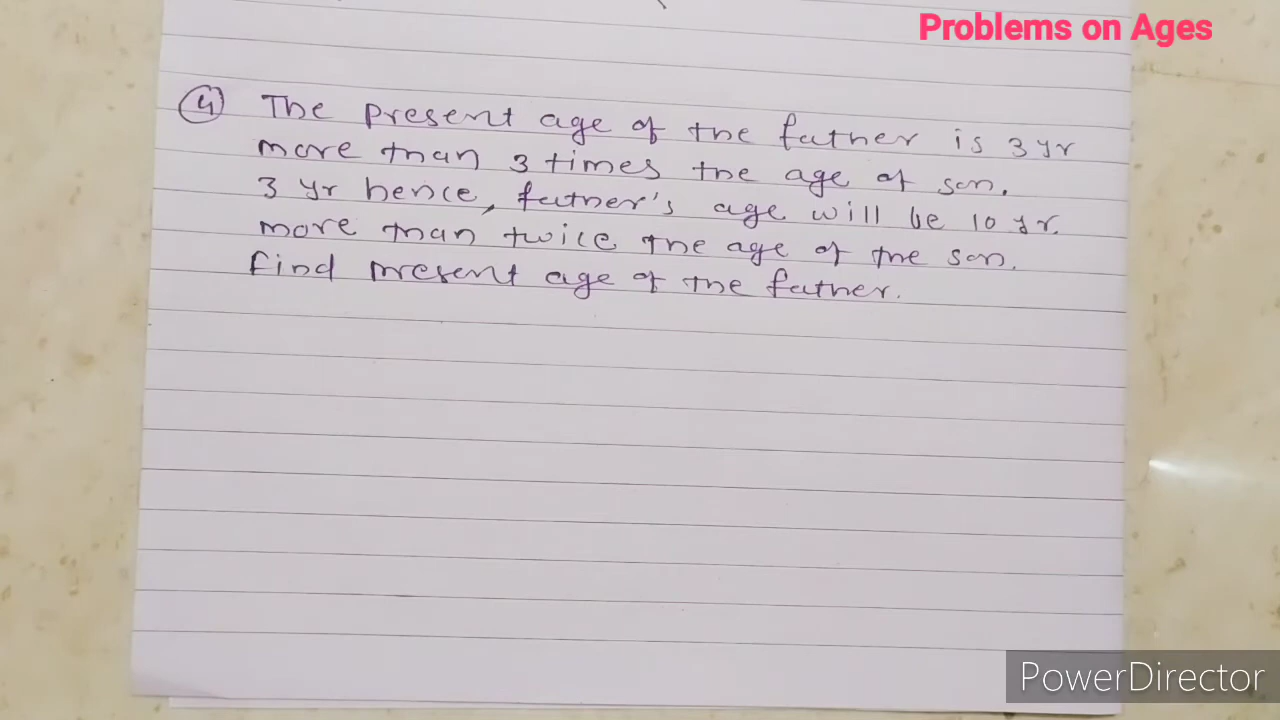 Problems on Ages
4 The present age of the father is 3 yr
more than 3 times the age of son.
3 yr hence, father's age will be 10 yr.
more than twice the age of the son.
Find present age of the father.
PowerDirector